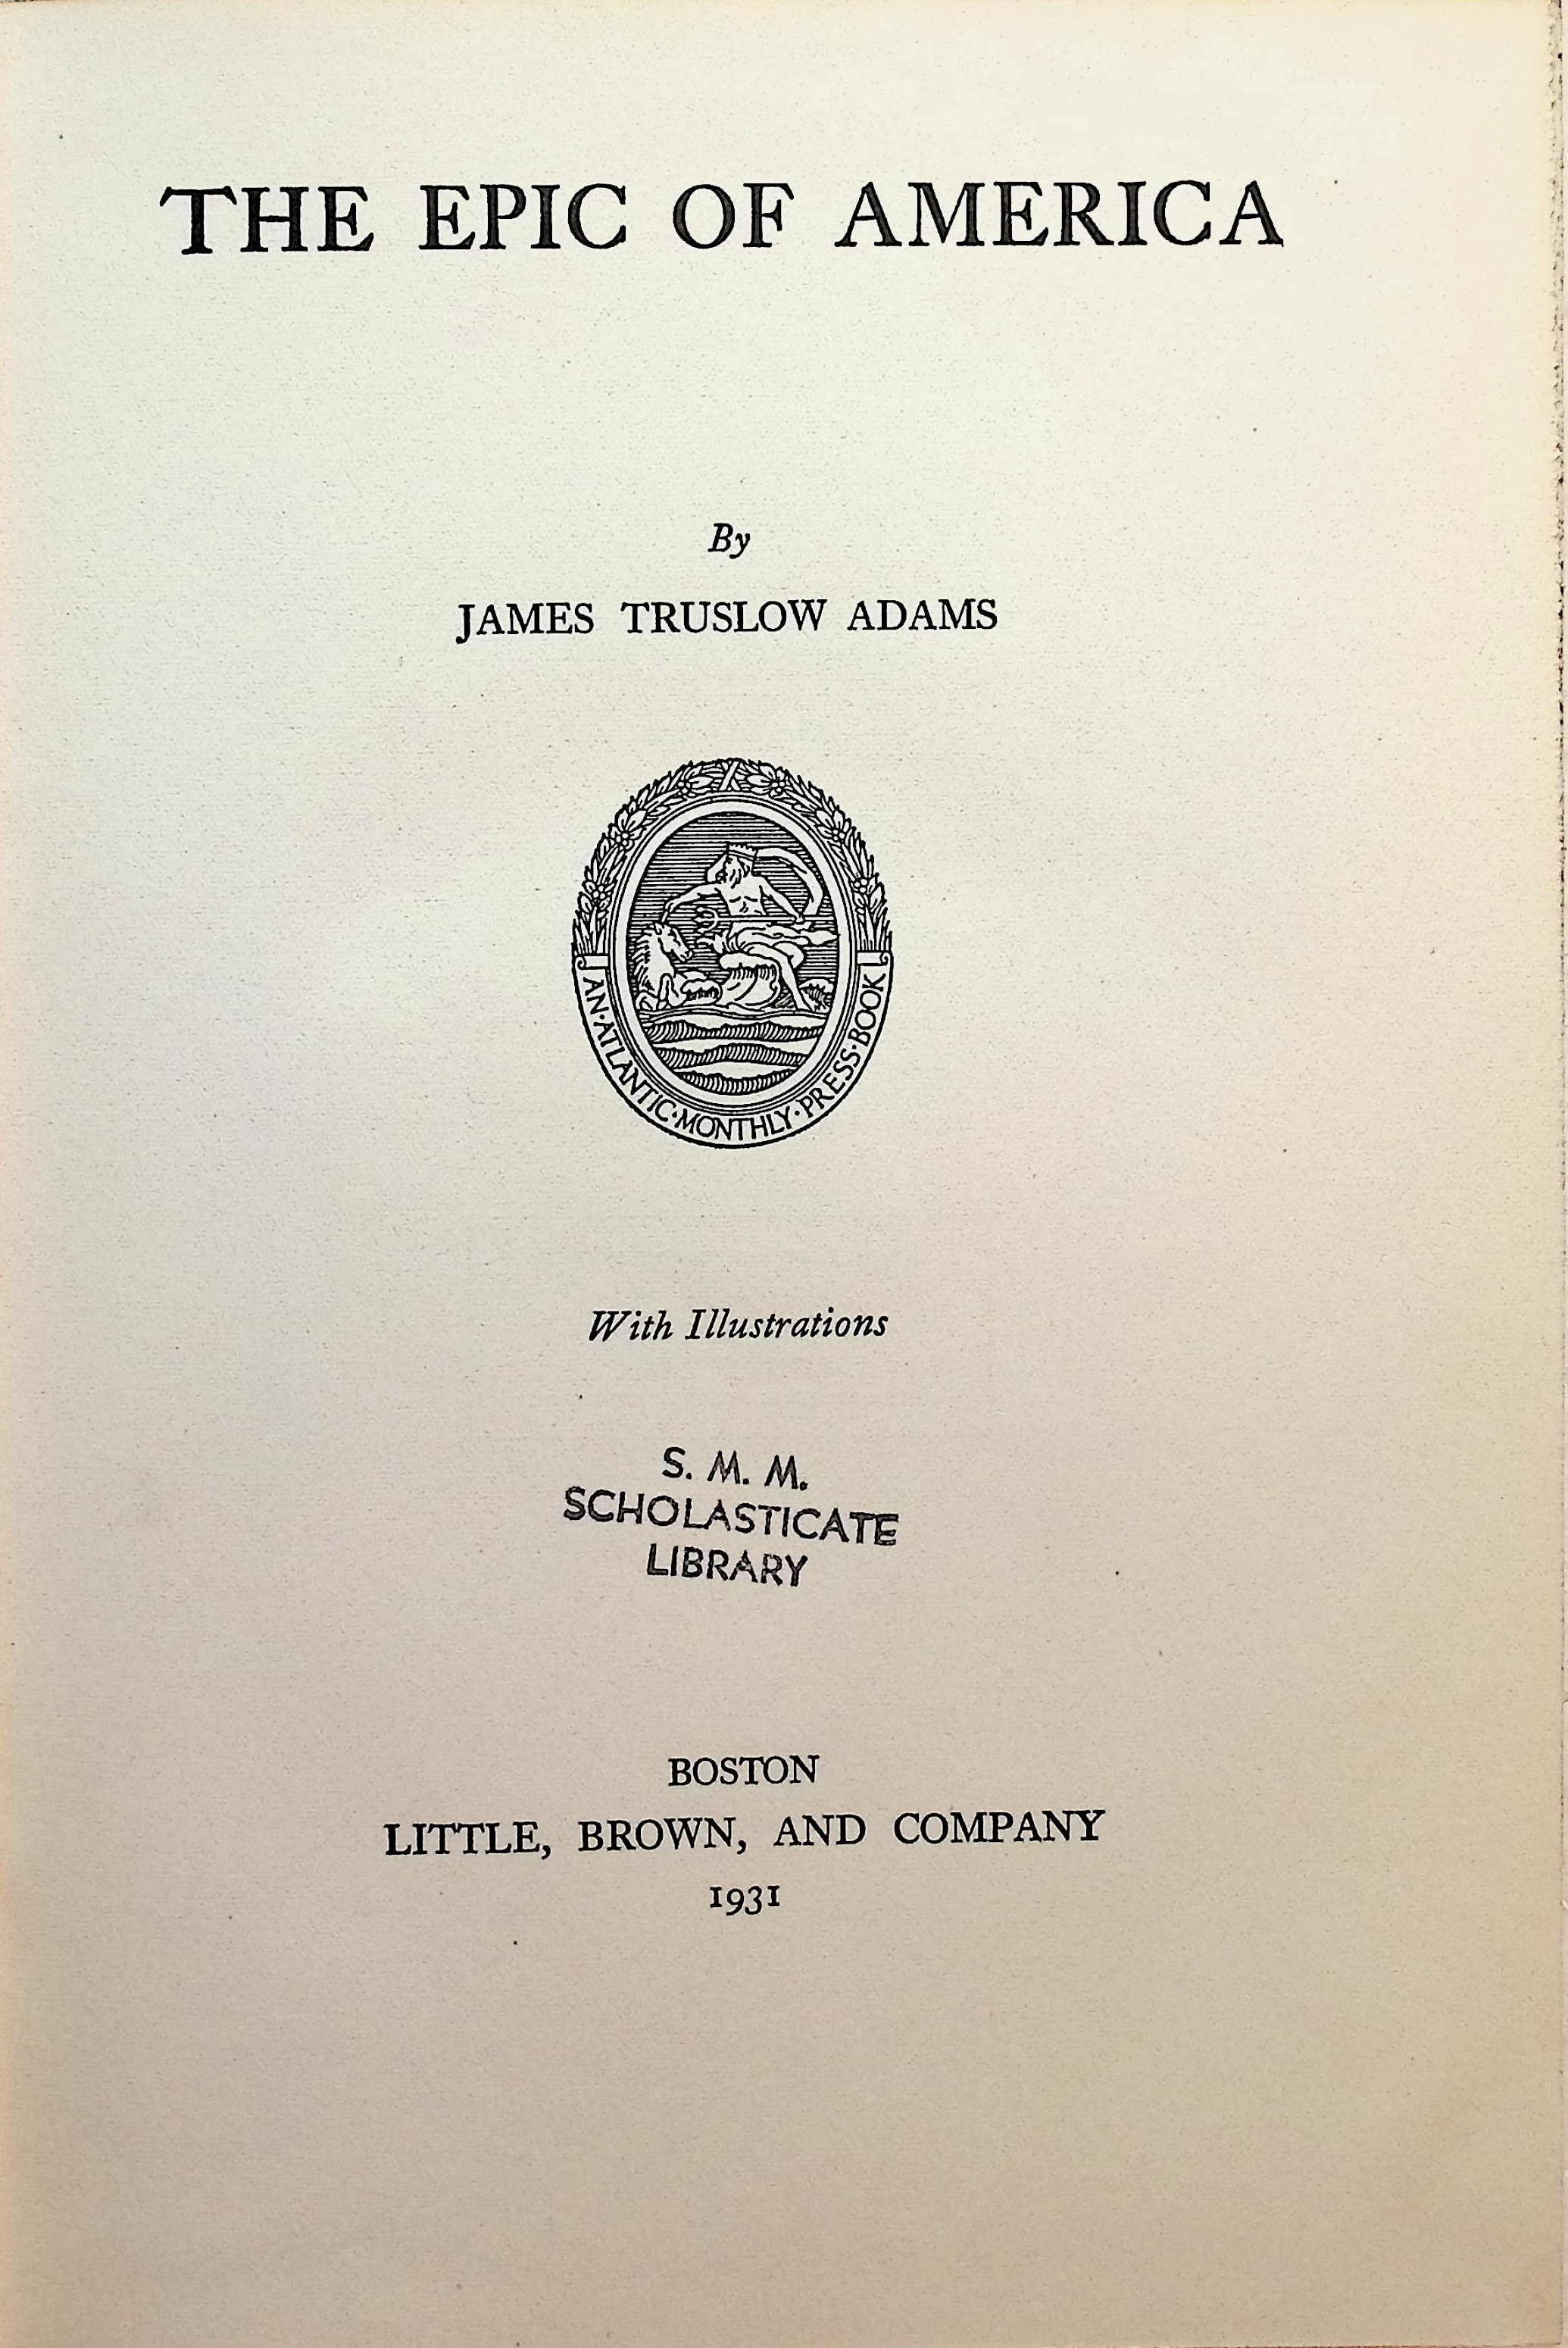 THE EPIC OF AMERICA
By
JAMES TRUSLOW ADAMS
AN·ATLANTIC·MONTHLY·PRESS·BOOK
With Illustrations
S. M. M.
SCHOLASTICATE
LIBRARY
BOSTON
LITTLE, BROWN, AND COMPANY
1931